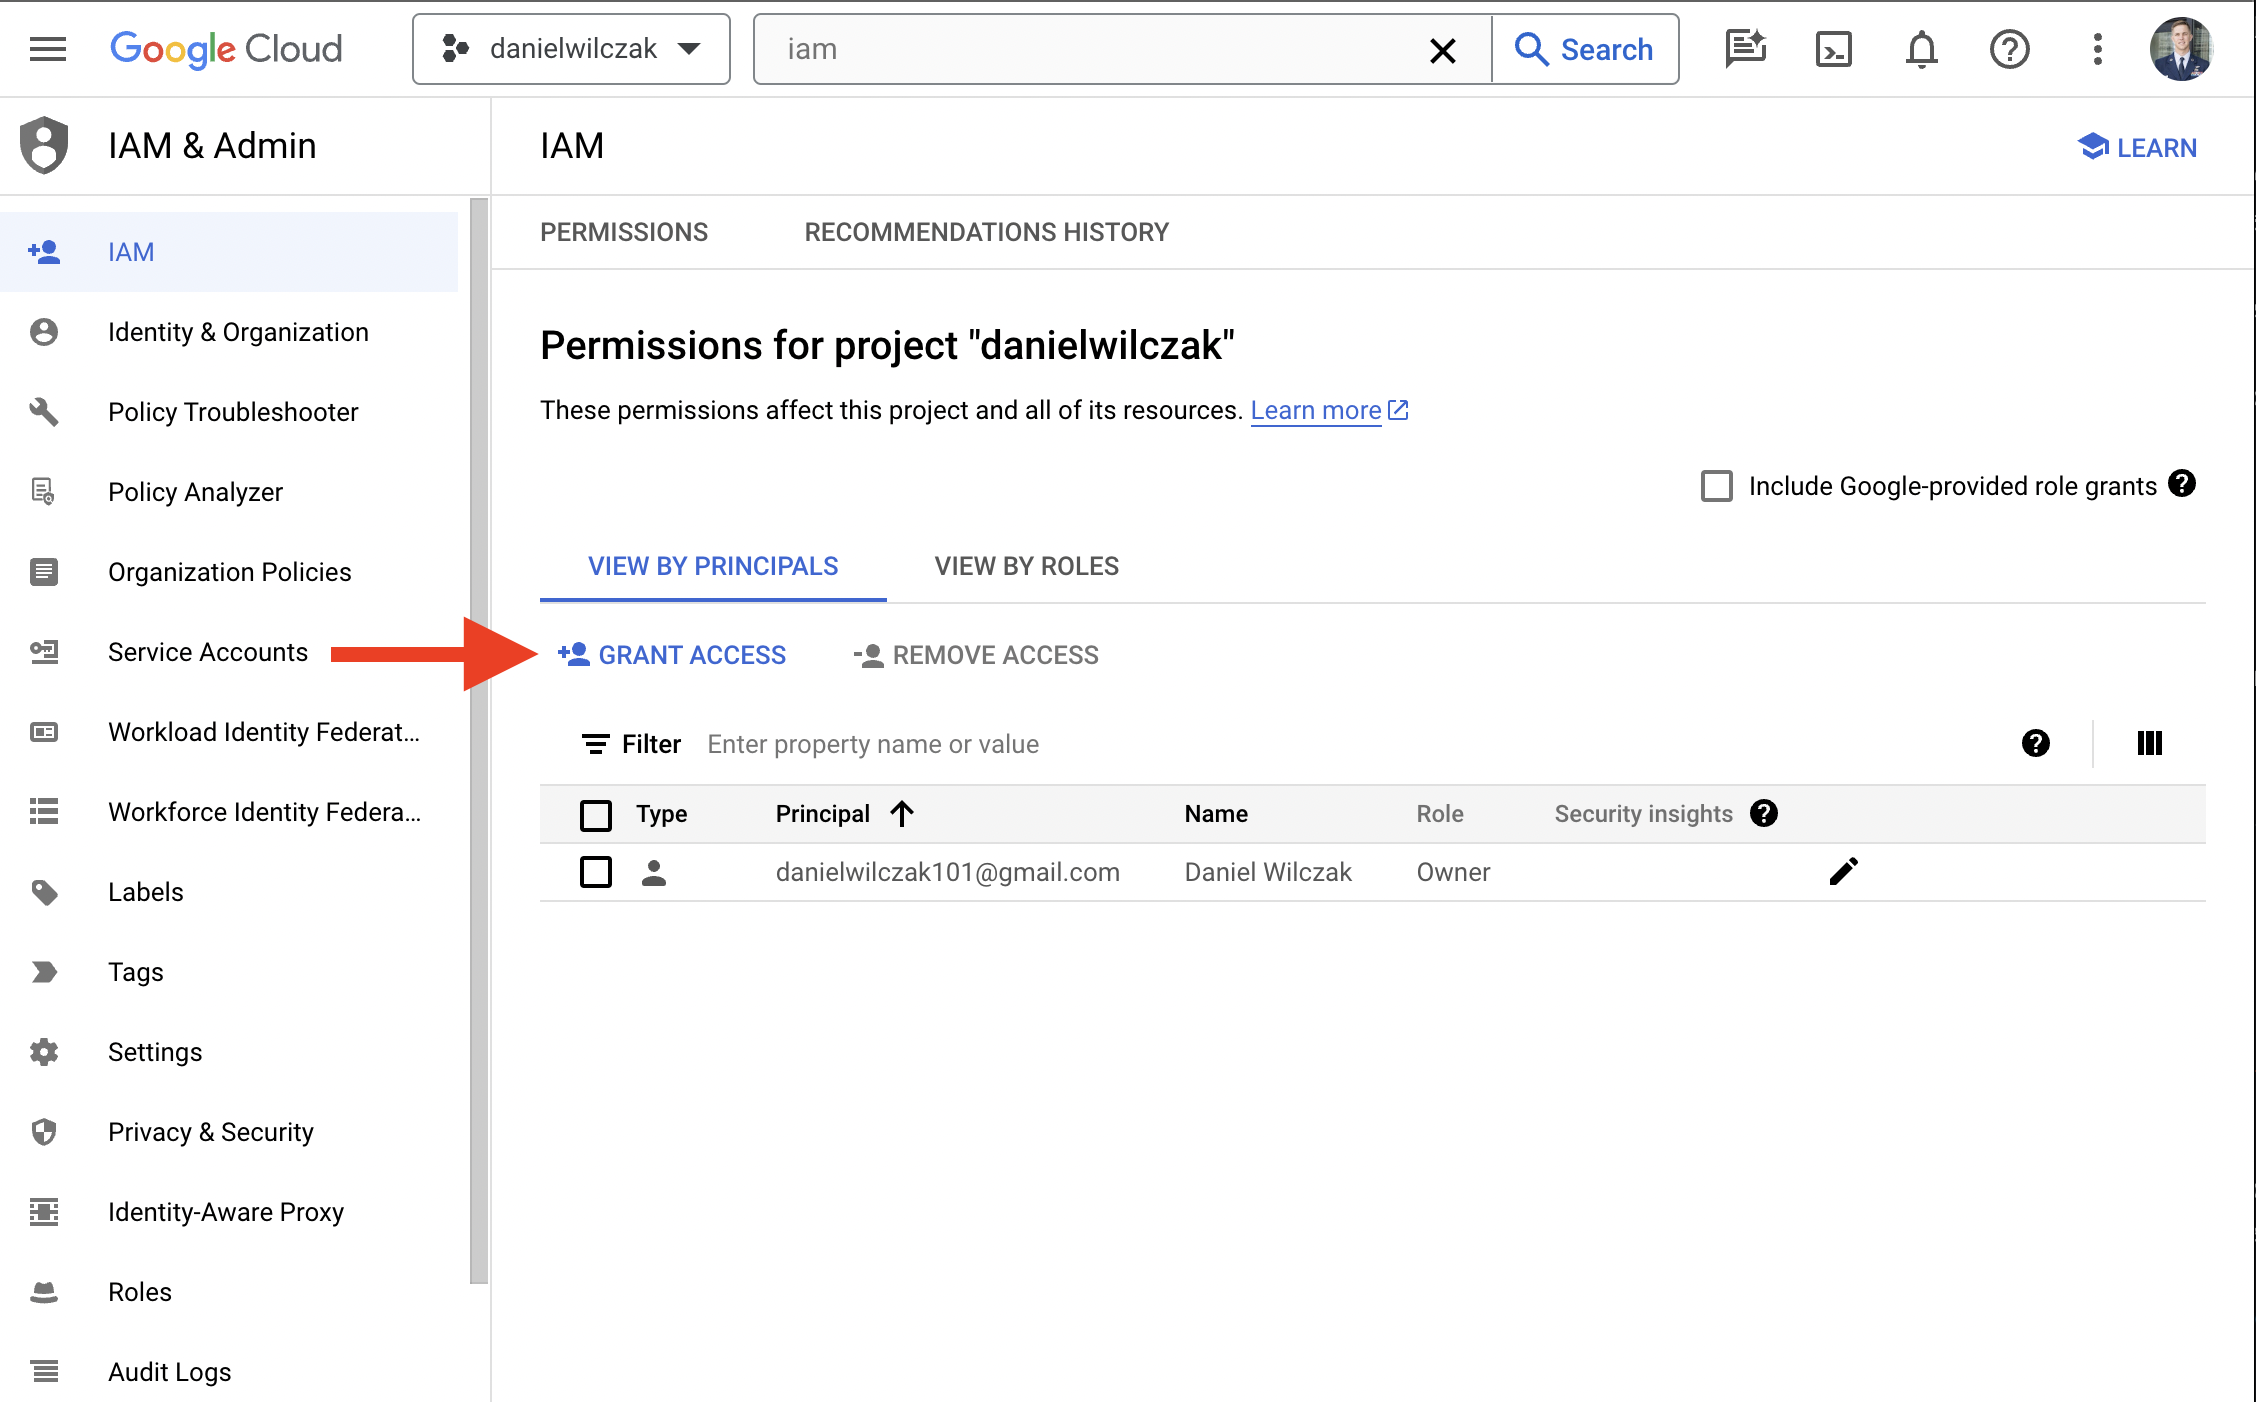 Google Cloud
danielwilczak
iam
Search
IAM & Admin
IAM
LEARN
IAM
Identity & Organization
Policy Troubleshooter
Policy Analyzer
Organization Policies
Service Accounts
Workload Identity Federat...
Workforce Identity Federa...
Labels
Tags
Settings
Privacy & Security
Identity-Aware Proxy
Roles
Audit Logs
PERMISSIONS RECOMMENDATIONS HISTORY
Permissions for project "danielwilczak"
These permissions affect this project and all of its resources. Learn more
Include Google-provided role grants
VIEW BY PRINCIPALS VIEW BY ROLES
GRANT ACCESS REMOVE ACCESS
Filter Enter property name or value
Type Principal Name Role Security insights
danielwilczak101@gmail.com Daniel Wilczak Owner